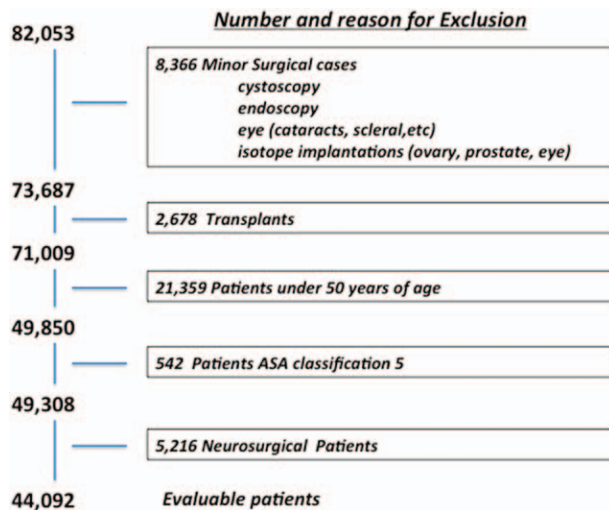 Number and reason for Exclusion
82,053
8,366 Minor Surgical cases
cystoscopy
endoscopy
eye (cataracts, scleral,etc)
isotope implantations (ovary, prostate, eye)
73,687
2,678 Transplants
71,009
21,359 Patients under 50 years of age
49,850
542 Patients ASA classification 5
49,308
5,216 Neurosurgical Patients
44,092 Evaluable patients